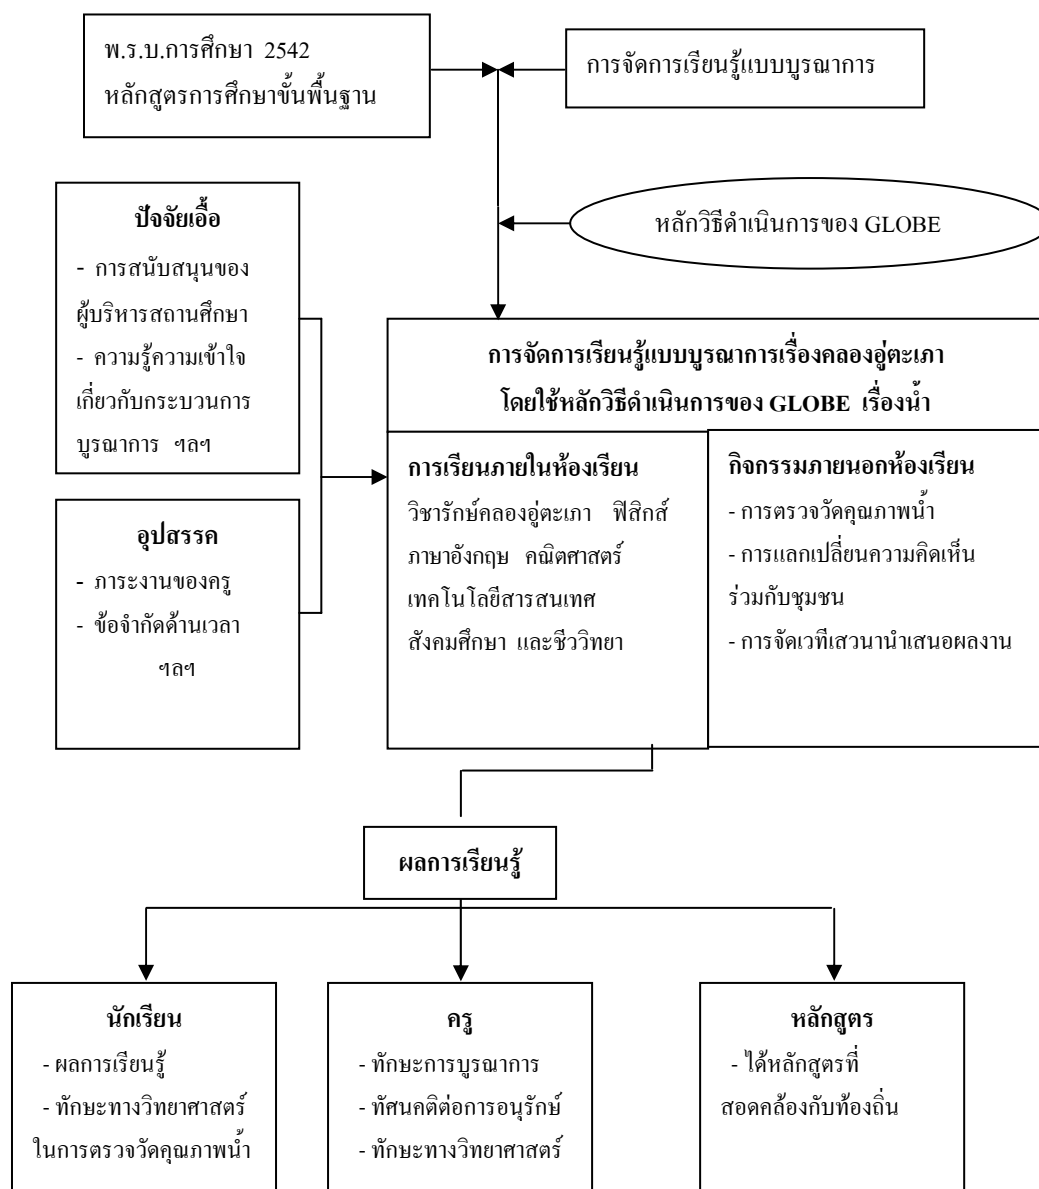 พ.ร.บ.การศึกษา 2542
หลักสูตรการศึกษาขั้นพื้นฐาน
การจัดการเรียนรู้แบบบูรณาการ
หลักวิธีดำเนินการของ GLOBE
ปัจจัยเอื้อ
- การสนับสนุนของ
ผู้บริหารสถานศึกษา
- ความรู้ความเข้าใจ
เกี่ยวกับกระบวนการ
บูรณาการ ฯลฯ
อุปสรรค
- ภาระงานของครู
- ข้อจำกัดด้านเวลา
ฯลฯ
การจัดการเรียนรู้แบบบูรณาการเรื่องคลองอู่ตะเภา
โดยใช้หลักวิธีดำเนินการของ GLOBE เรื่องน้ำ
การเรียนภายในห้องเรียน
วิชารักษ์คลองอู่ตะเภา ฟิสิกส์
ภาษาอังกฤษ คณิตศาสตร์
เทคโนโลยีสารสนเทศ
สังคมศึกษา และชีววิทยา
กิจกรรมภายนอกห้องเรียน
- การตรวจวัดคุณภาพน้ำ
- การแลกเปลี่ยนความคิดเห็น
ร่วมกับชุมชน
- การจัดเวทีเสวนานำเสนอผลงาน
ผลการเรียนรู้
นักเรียน
- ผลการเรียนรู้
- ทักษะทางวิทยาศาสตร์
ในการตรวจวัดคุณภาพน้ำ
ครู
- ทักษะการบูรณาการ
- ทัศนคติต่อการอนุรักษ์
- ทักษะทางวิทยาศาสตร์
หลักสูตร
- ได้หลักสูตรที่
สอดคล้องกับท้องถิ่น